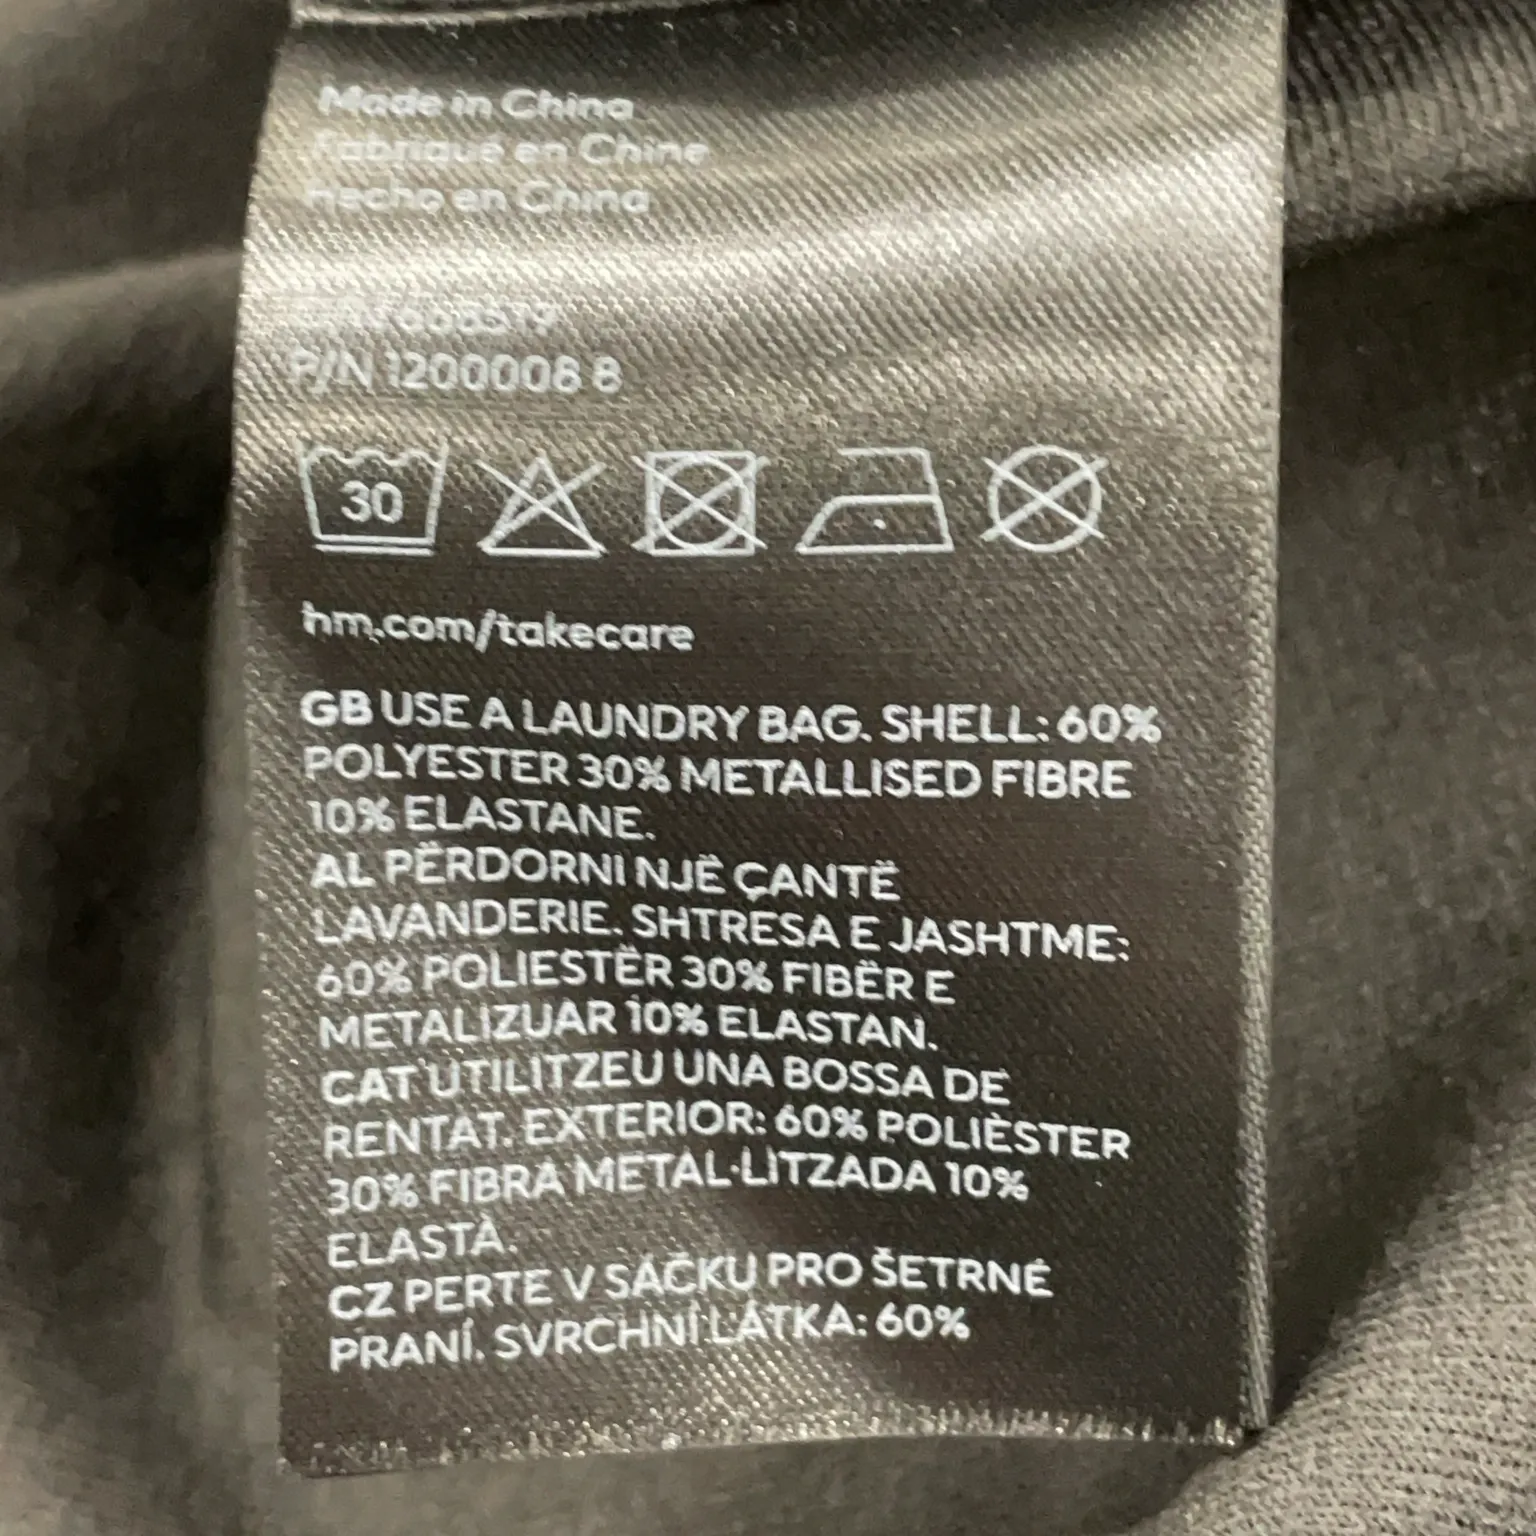 Made in China
Fabriqué en Chine
Hecho en China
P/N 1200008 8
30
hm.com/takecare
GB USE A LAUNDRY BAG. SHELL: 60%
POLYESTER 30% METALLISED FIBRE
10% ELASTANE.
AL PËRDORNI NJË ÇANTË
LAVANDERIE. SHTRESA E JASHTME:
60% POLIESTËR 30% FIBËR E
METALIZUAR 10% ELASTAN.
CAT UTILITZEU UNA BOSSA DE
RENTAT. EXTERIOR: 60% POLIÈSTER
30% FIBRA METAL·LITZADA 10%
ELASTÀ.
CZ PERTE V SÁČKU PRO ŠETRNÉ
PRANÍ. SVRCHNÍ LÁTKA: 60%